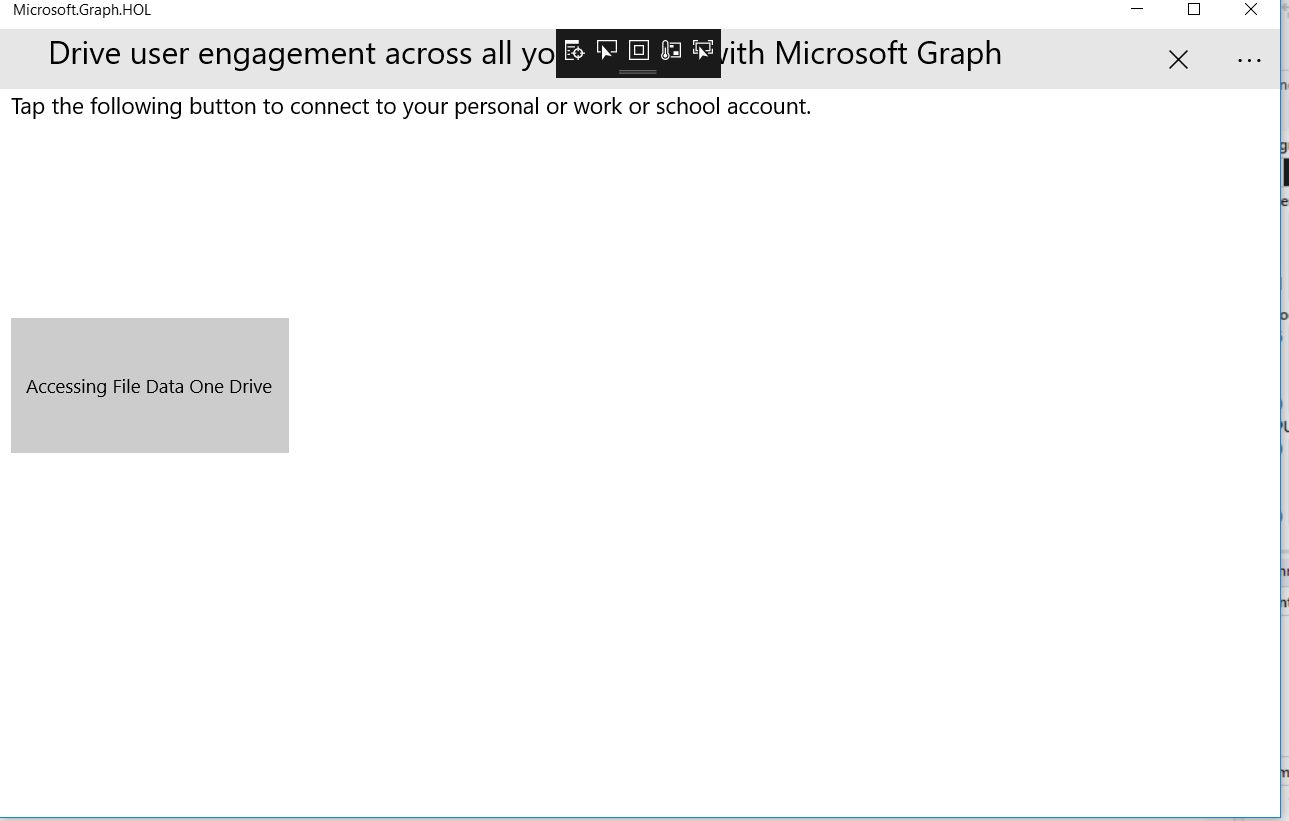 Microsoft.Graph.HOL
Drive user engagement across all yo with Microsoft Graph
Tap the following button to connect to your personal or work or school account.
Accessing File Data One Drive